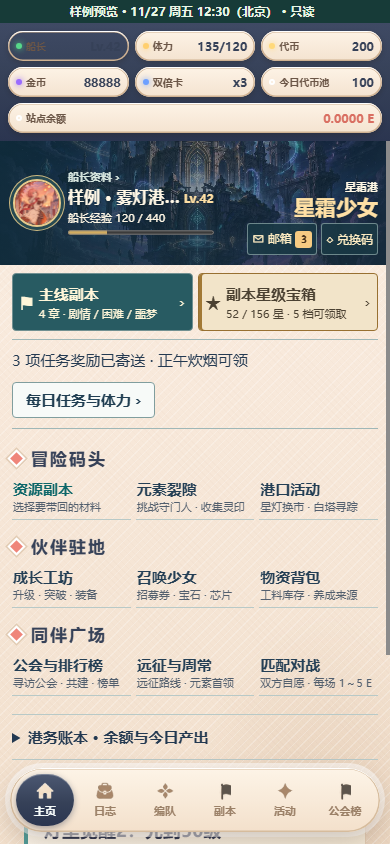 样例预览 • 11/27 周五 12:30（北京） • 只读
船长 Lv.42
体力 135/120
代币 200
金币 88888
双倍卡 x3
今日代币池 100
站点余额 0.0000 E
船长资料 ›
样例 · 雾灯港… Lv.42
船长经验 120 / 440
星霜港
星霜少女
邮箱 3
兑换码
主线副本 ›
4 章 · 剧情 / 困难 / 噩梦
副本星级宝箱 ›
52 / 156 星 · 5 档可领取
3 项任务奖励已寄送 · 正午炊烟可领
每日任务与体力 ›
冒险码头
资源副本
选择要带回的材料
元素裂隙
挑战守门人 · 收集灵印
港口活动
星灯换市 · 白塔寻踪
伙伴驻地
成长工坊
升级 · 突破 · 装备
召唤少女
招募券 · 宝石 · 芯片
物资背包
工料库存 · 养成来源
同伴广场
公会与排行榜
寻访公会 · 共建 · 榜单
远征与周常
远征路线 · 元素首领
匹配对战
双方自愿 · 每场 1 ~ 5 E
港务账本 • 余额与今日产出
主页
日志
编队
副本
活动
公会榜